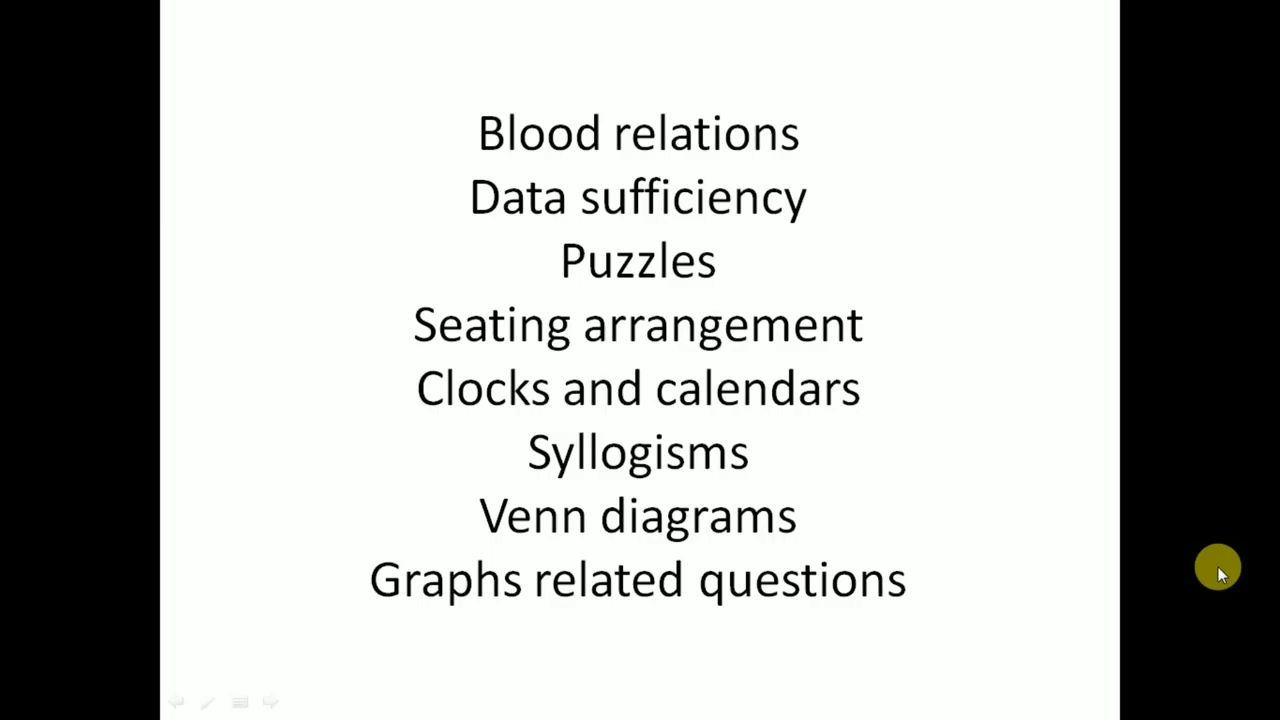 Blood relations
Data sufficiency
Puzzles
Seating arrangement
Clocks and calendars
Syllogisms
Venn diagrams
Graphs related questions